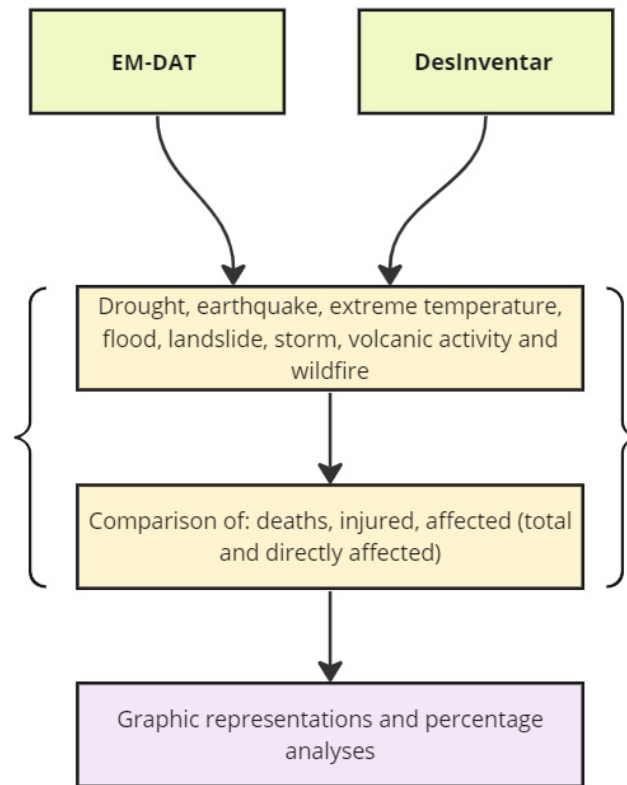 EM-DAT
DesInventar
Drought, earthquake, extreme temperature,
flood, landslide, storm, volcanic activity and
wildfire
Comparison of: deaths, injured, affected (total
and directly affected)
Graphic representations and percentage
analyses